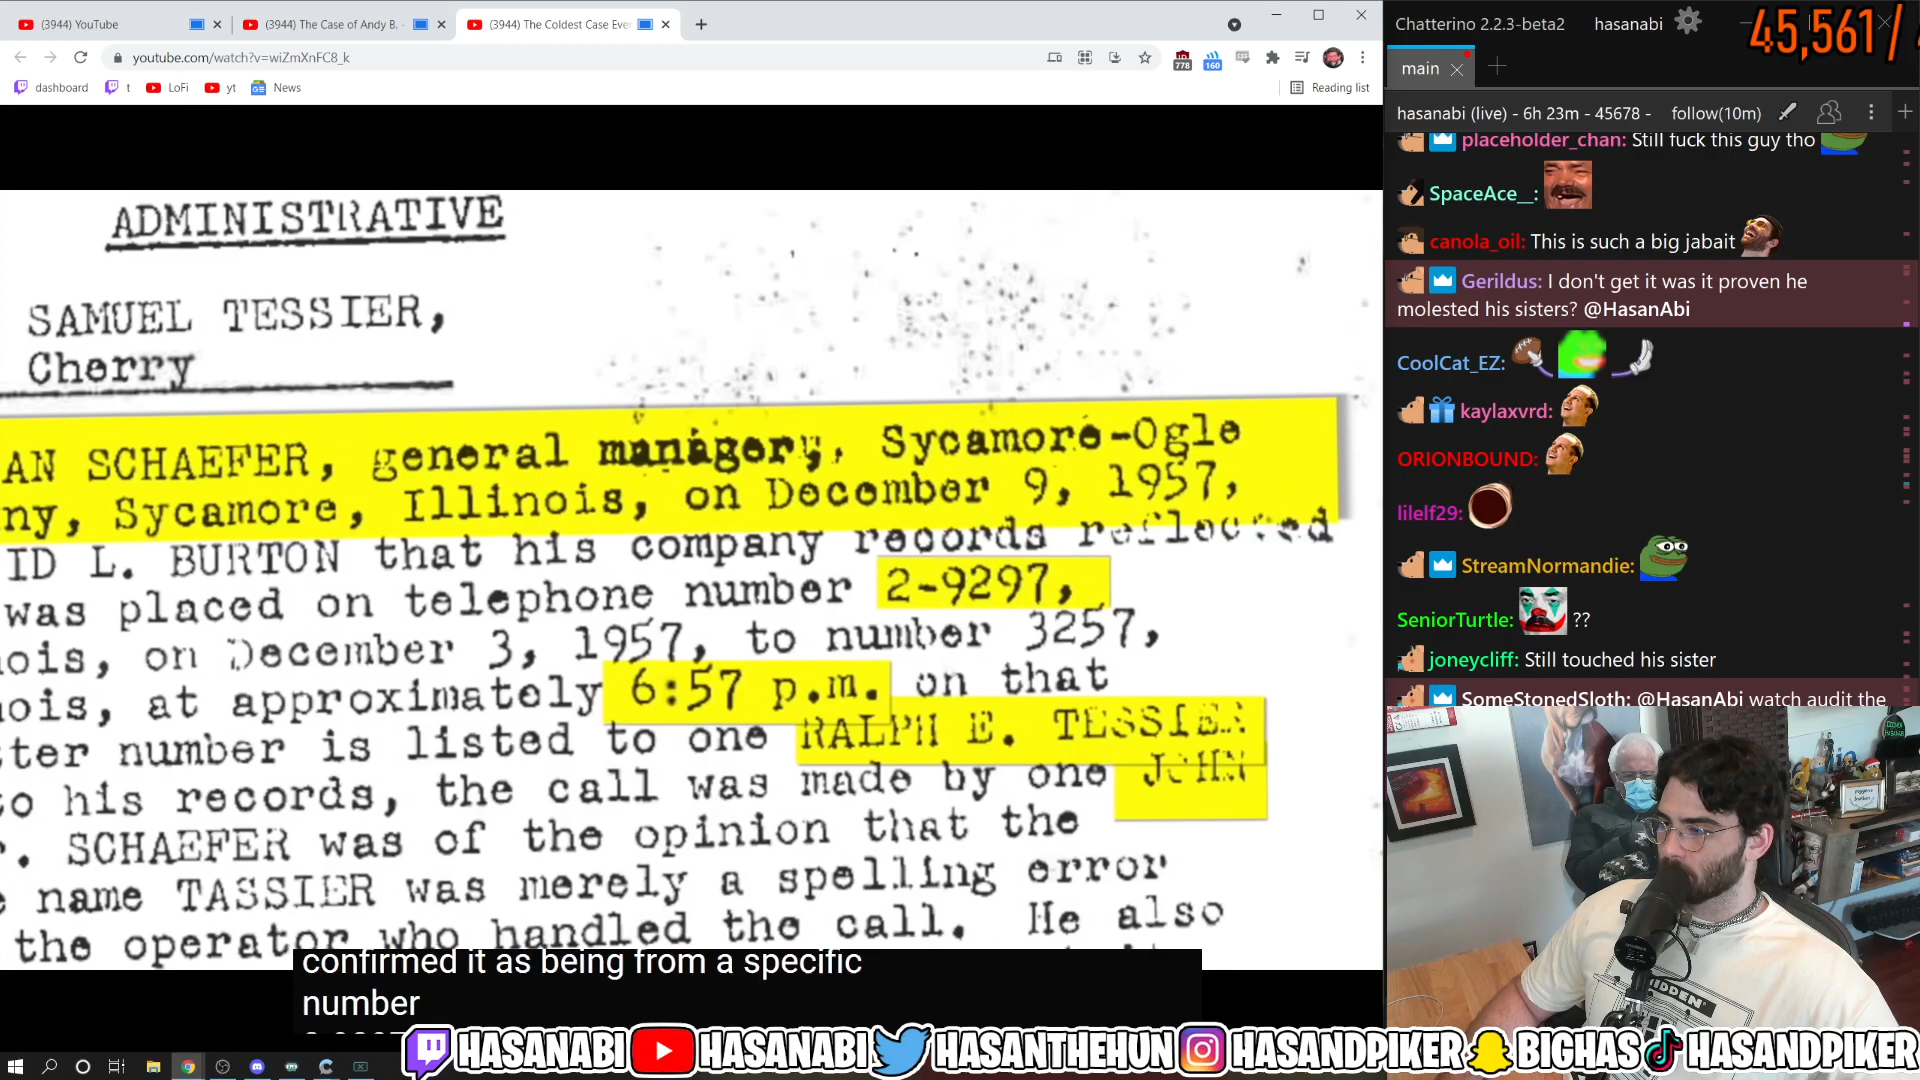 (3944) YouTube
(3944) The Case of Andy B.
(3944) The Coldest Case Eve
youtube.com/watch?v=wiZmXnFC8_k
778
160
dashboard
t
LoFi
yt
News
Reading list
ADMINISTRATIVE
SAMUEL TESSIER,
Cherry
AN SCHAEFER, general manager, Sycamore-Ogle
ny, Sycamore, Illinois, on December 9, 1957,
ID L. BURTON that his company records reflected
was placed on telephone number 2-9297,
ois, on December 3, 1957, to number 3257,
ois, at approximately 6:57 p.m. on that
ter number is listed to one RALPH E. TESSIER
to his records, the call was made by one JOHN
. SCHAEFER was of the opinion that the
e name TASSIER was merely a spelling error
the operator who handled the call. He also
confirmed it as being from a specific
number
Chatterino 2.2.3-beta2
hasanabi
45,561/
main
hasanabi (live) - 6h 23m - 45678 -
follow(10m)
placeholder_chan: Still fuck this guy tho
SpaceAce__:
canola_oil: This is such a big jabait
Gerildus: I don't get it was it proven he
molested his sisters? @HasanAbi
CoolCat_EZ:
kaylaxvrd:
ORIONBOUND:
lilelf29:
StreamNormandie:
SeniorTurtle: ??
joneycliff: Still touched his sister
SomeStonedSloth: @HasanAbi watch audit the
HIDDEN
HASANABI
HASANABI
HASANTHEHUN
HASANDPIKER
BIGHAS
HASANDPIKER